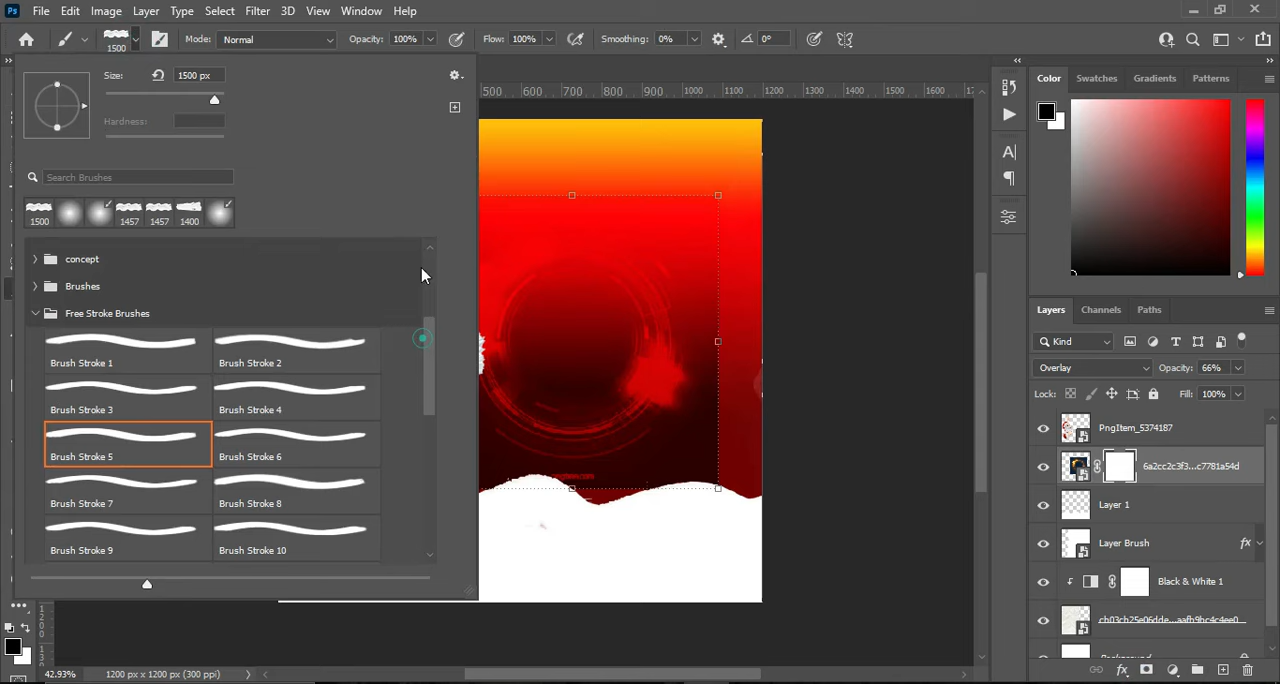 Ps File Edit Image Layer Type Select Filter 3D View Window Help
1500 Mode: Normal Opacity: 100% Flow: 100% Smoothing: 0% 0°
Size: 1500 px
Hardness:
Search Brushes
1500 1457 1457 1400
concept
Brushes
Free Stroke Brushes
Brush Stroke 1 Brush Stroke 2
Brush Stroke 3 Brush Stroke 4
Brush Stroke 5 Brush Stroke 6
Brush Stroke 7 Brush Stroke 8
Brush Stroke 9 Brush Stroke 10
500 600 700 800 900 1000 1100 1200 1300 1400 1500 1600
Color Swatches Gradients Patterns
Layers Channels Paths
Kind
Overlay Opacity: 66%
Lock: Fill: 100%
PngItem_5374187
6a2cc2c3f3...c7781a54d
Layer 1
Layer Brush fx
Black & White 1
42.93% 1200 px x 1200 px (300 ppi)